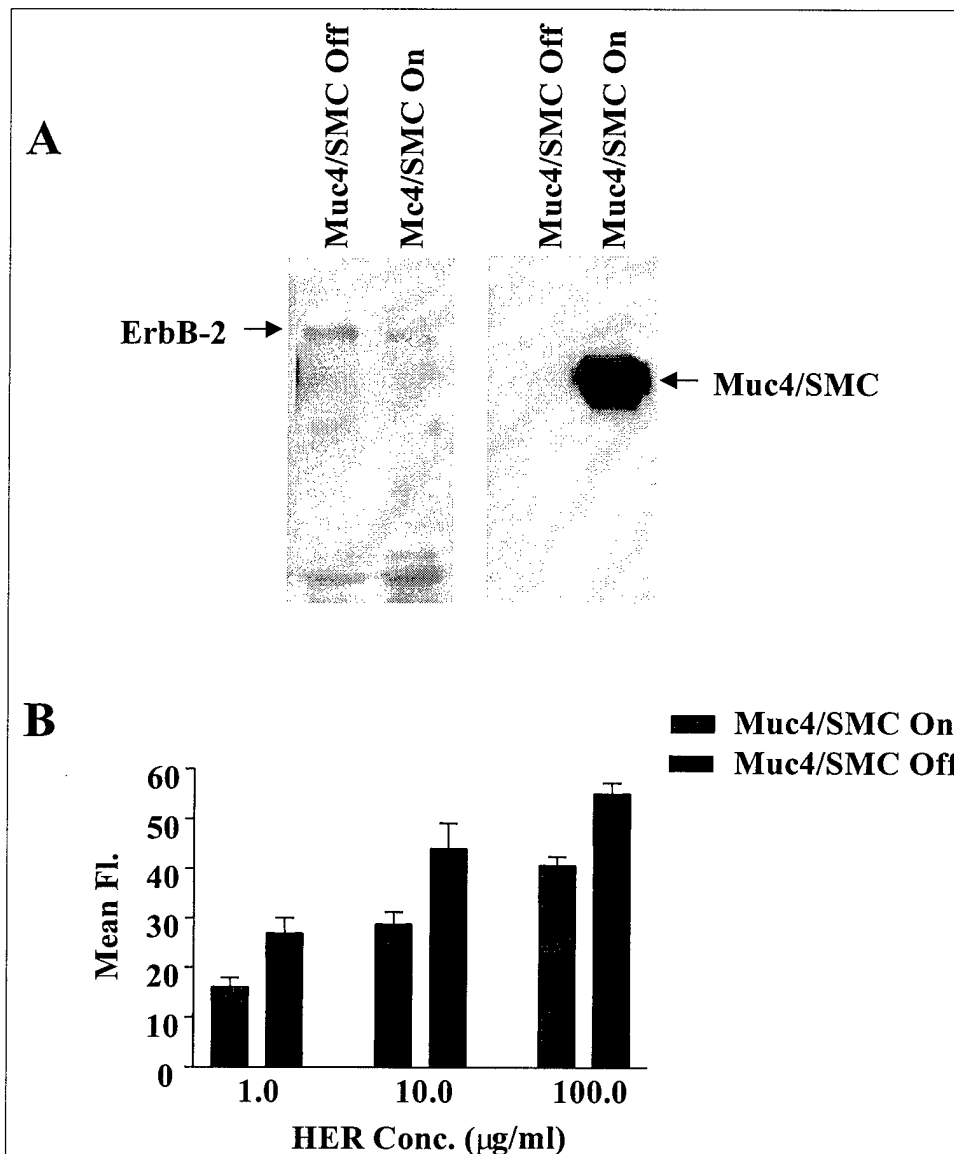 A
Muc4/SMC Off
Mc4/SMC On
Muc4/SMC Off
Muc4/SMC On
ErbB-2
Muc4/SMC
B
Muc4/SMC On
Muc4/SMC Off
60
50
40
30
20
10
0
Mean Fl.
1.0
10.0
100.0
HER Conc. (µg/ml)